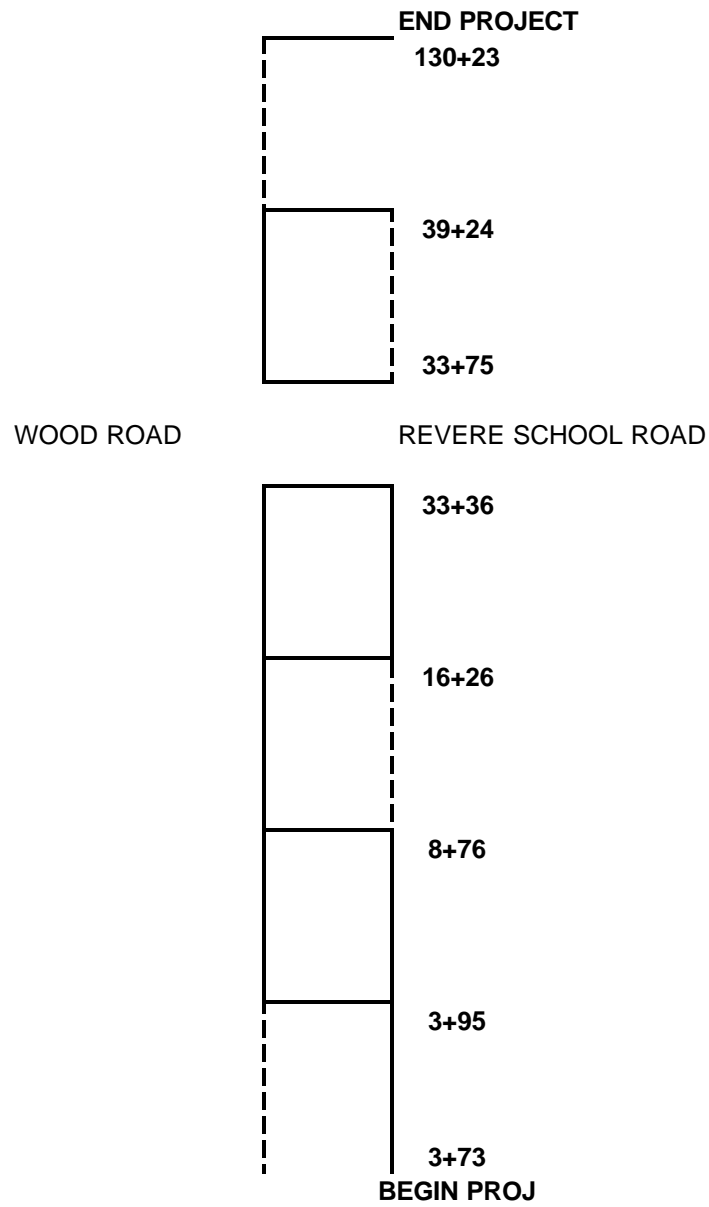 END PROJECT
130+23
39+24
33+75
WOOD ROAD
REVERE SCHOOL ROAD
33+36
16+26
8+76
3+95
3+73
BEGIN PROJ